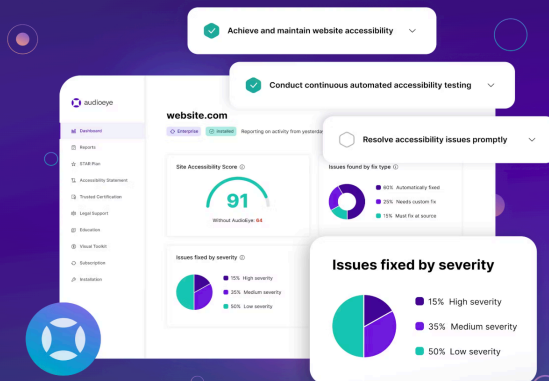 Achieve and maintain website accessibility
Conduct continuous automated accessibility testing
Resolve accessibility issues promptly
audioeye
Dashboard
Reports
STAR Plan
Accessibility Statement
Trusted Certification
Legal Support
Education
Visual Toolkit
Subscription
Installation
website.com
Enterprise
Installed
Reporting on activity from yesterda
Site Accessibility Score
91
Without AudioEye: 64
Issues found by fix type
60% Automatically fixed
25% Needs custom fix
15% Must fix at source
Issues fixed by severity
15% High severity
35% Medium severity
50% Low severity
Issues fixed by severity
15% High severity
35% Medium severity
50% Low severity